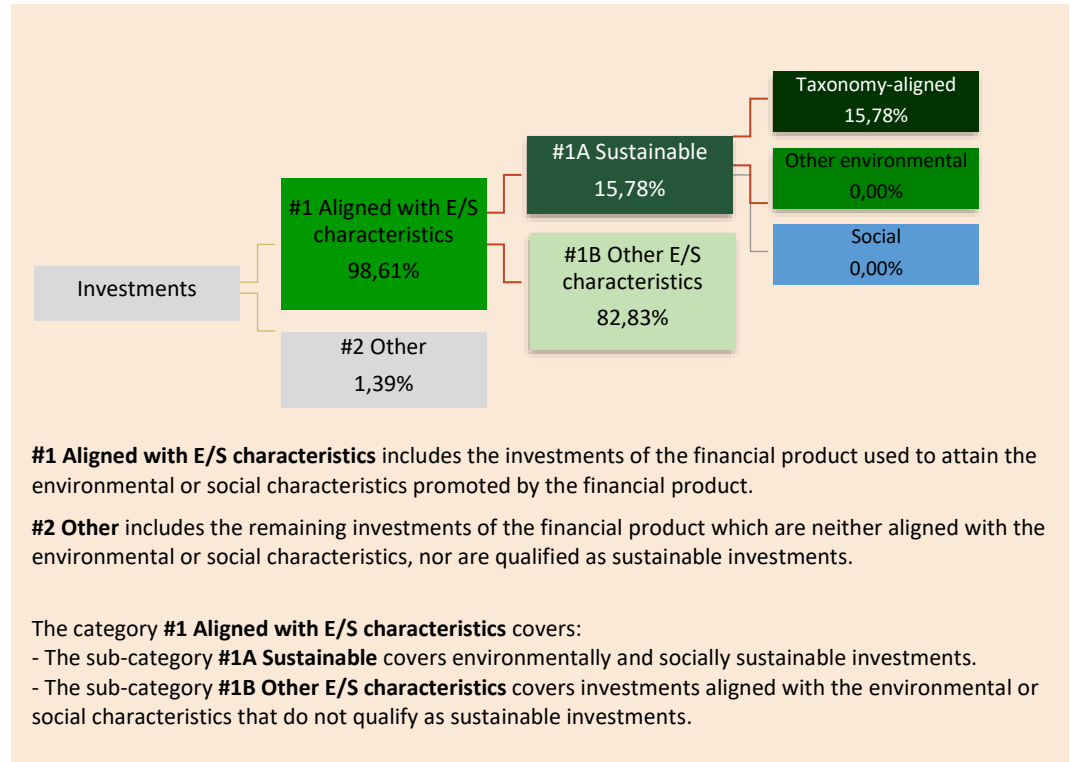 Investments
#1 Aligned with E/S
characteristics
98,61%
#2 Other
1,39%
#1A Sustainable
15,78%
#1B Other E/S
characteristics
82,83%
Taxonomy-aligned
15,78%
Other environmental
0,00%
Social
0,00%
#1 Aligned with E/S characteristics includes the investments of the financial product used to attain the
environmental or social characteristics promoted by the financial product.
#2 Other includes the remaining investments of the financial product which are neither aligned with the
environmental or social characteristics, nor are qualified as sustainable investments.
The category #1 Aligned with E/S characteristics covers:
- The sub-category #1A Sustainable covers environmentally and socially sustainable investments.
- The sub-category #1B Other E/S characteristics covers investments aligned with the environmental or
social characteristics that do not qualify as sustainable investments.